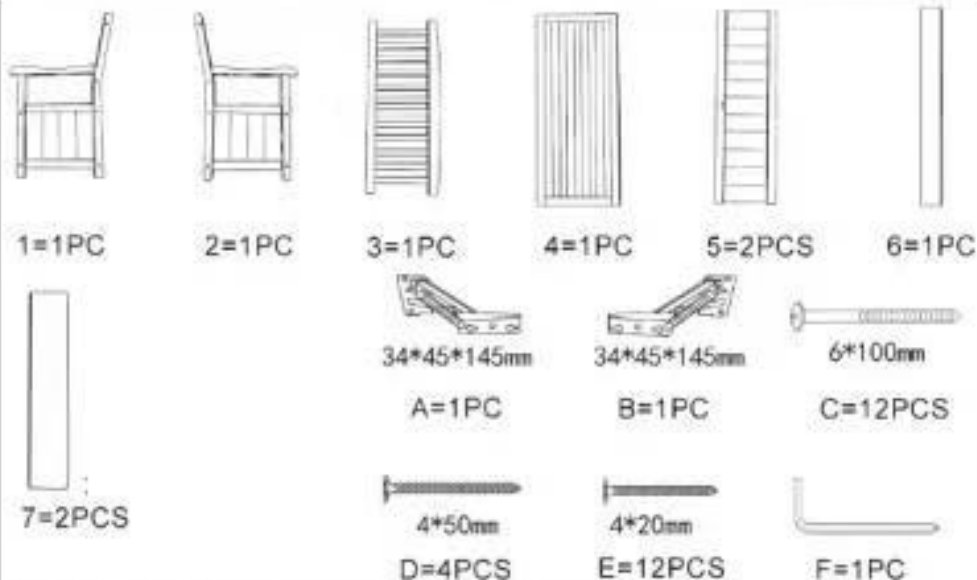 1=1PC
2=1PC
3=1PC
4=1PC
5=2PCS
6=1PC
34*45*145mm
34*45*145mm
6*100mm
A=1PC
B=1PC
C=12PCS
7=2PCS
4*50mm
4*20mm
D=4PCS
E=12PCS
F=1PC